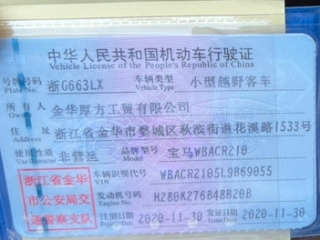 中华人民共和国机动车行驶证
Vehicle License of the People's Republic of China
号牌号码 浙G663LX 车辆类型 小型越野客车
Plate No. Vehicle Type
所有人 金华厚方工贸有限公司
Owner
住址 浙江省金华市婺城区秋滨街道花溪路1533号
Address
使用性质 非营运 品牌型号 宝马WBACR210
Use Character Model
浙江省金华 车辆识别代号 WBACR2105L9B69055
VIN
市公安局交 发动机号码 H280K276B48B20B
Engine No.
通警察支队 注册日期 2020-11-30 发证日期 2020-11-30